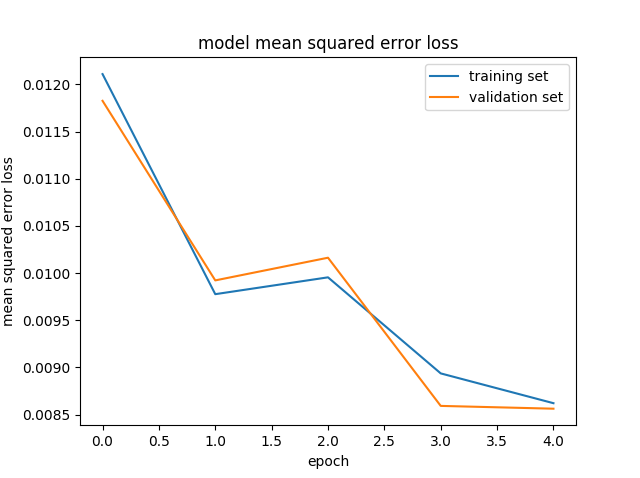 model mean squared error loss
training set
validation set
0.0120
0.0115
0.0110
0.0105
0.0100
0.0095
0.0090
0.0085
mean squared error loss
0.0 0.5 1.0 1.5 2.0 2.5 3.0 3.5 4.0
epoch